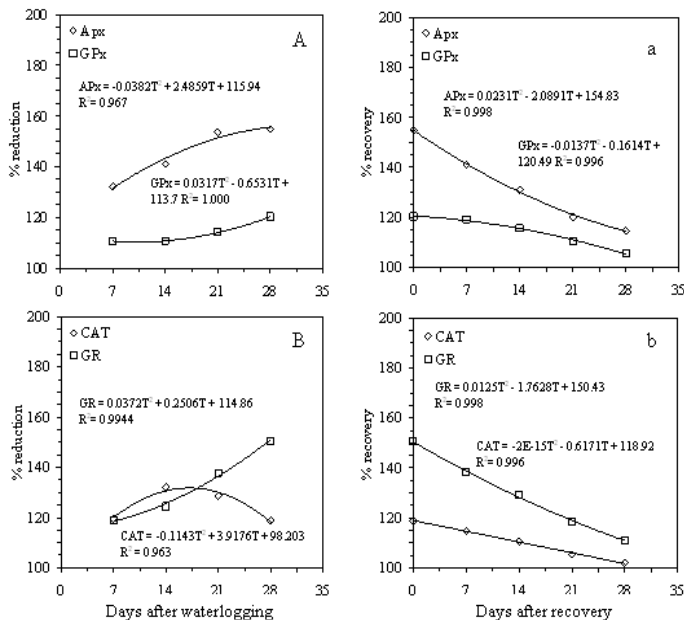 Apx
GPx
A
APx = -0.0382T² + 2.4859T + 115.94
R² = 0.967
GPx = 0.0317T² - 0.6531T +
113.7 R² = 1.000
% reduction
200
180
160
140
120
100
0 7 14 21 28 35
Apx
GPx
a
APx = 0.0231T² - 2.0891T + 154.83
R² = 0.998
GPx = -0.0137T² - 0.1614T +
120.49 R² = 0.996
% recovery
200
180
160
140
120
100
0 7 14 21 28 35
CAT
GR
B
GR = 0.0372T² + 0.2506T + 114.86
R² = 0.9944
CAT = -0.1143T² + 3.9176T + 98.203
R² = 0.963
% reduction
200
180
160
140
120
100
0 7 14 21 28 35
Days after waterlogging
CAT
GR
b
GR = 0.0125T² - 1.7628T + 150.43
R² = 0.998
CAT = -2E-15T² - 0.6171T + 118.92
R² = 0.996
% recovery
200
180
160
140
120
100
0 7 14 21 28 35
Days after recovery